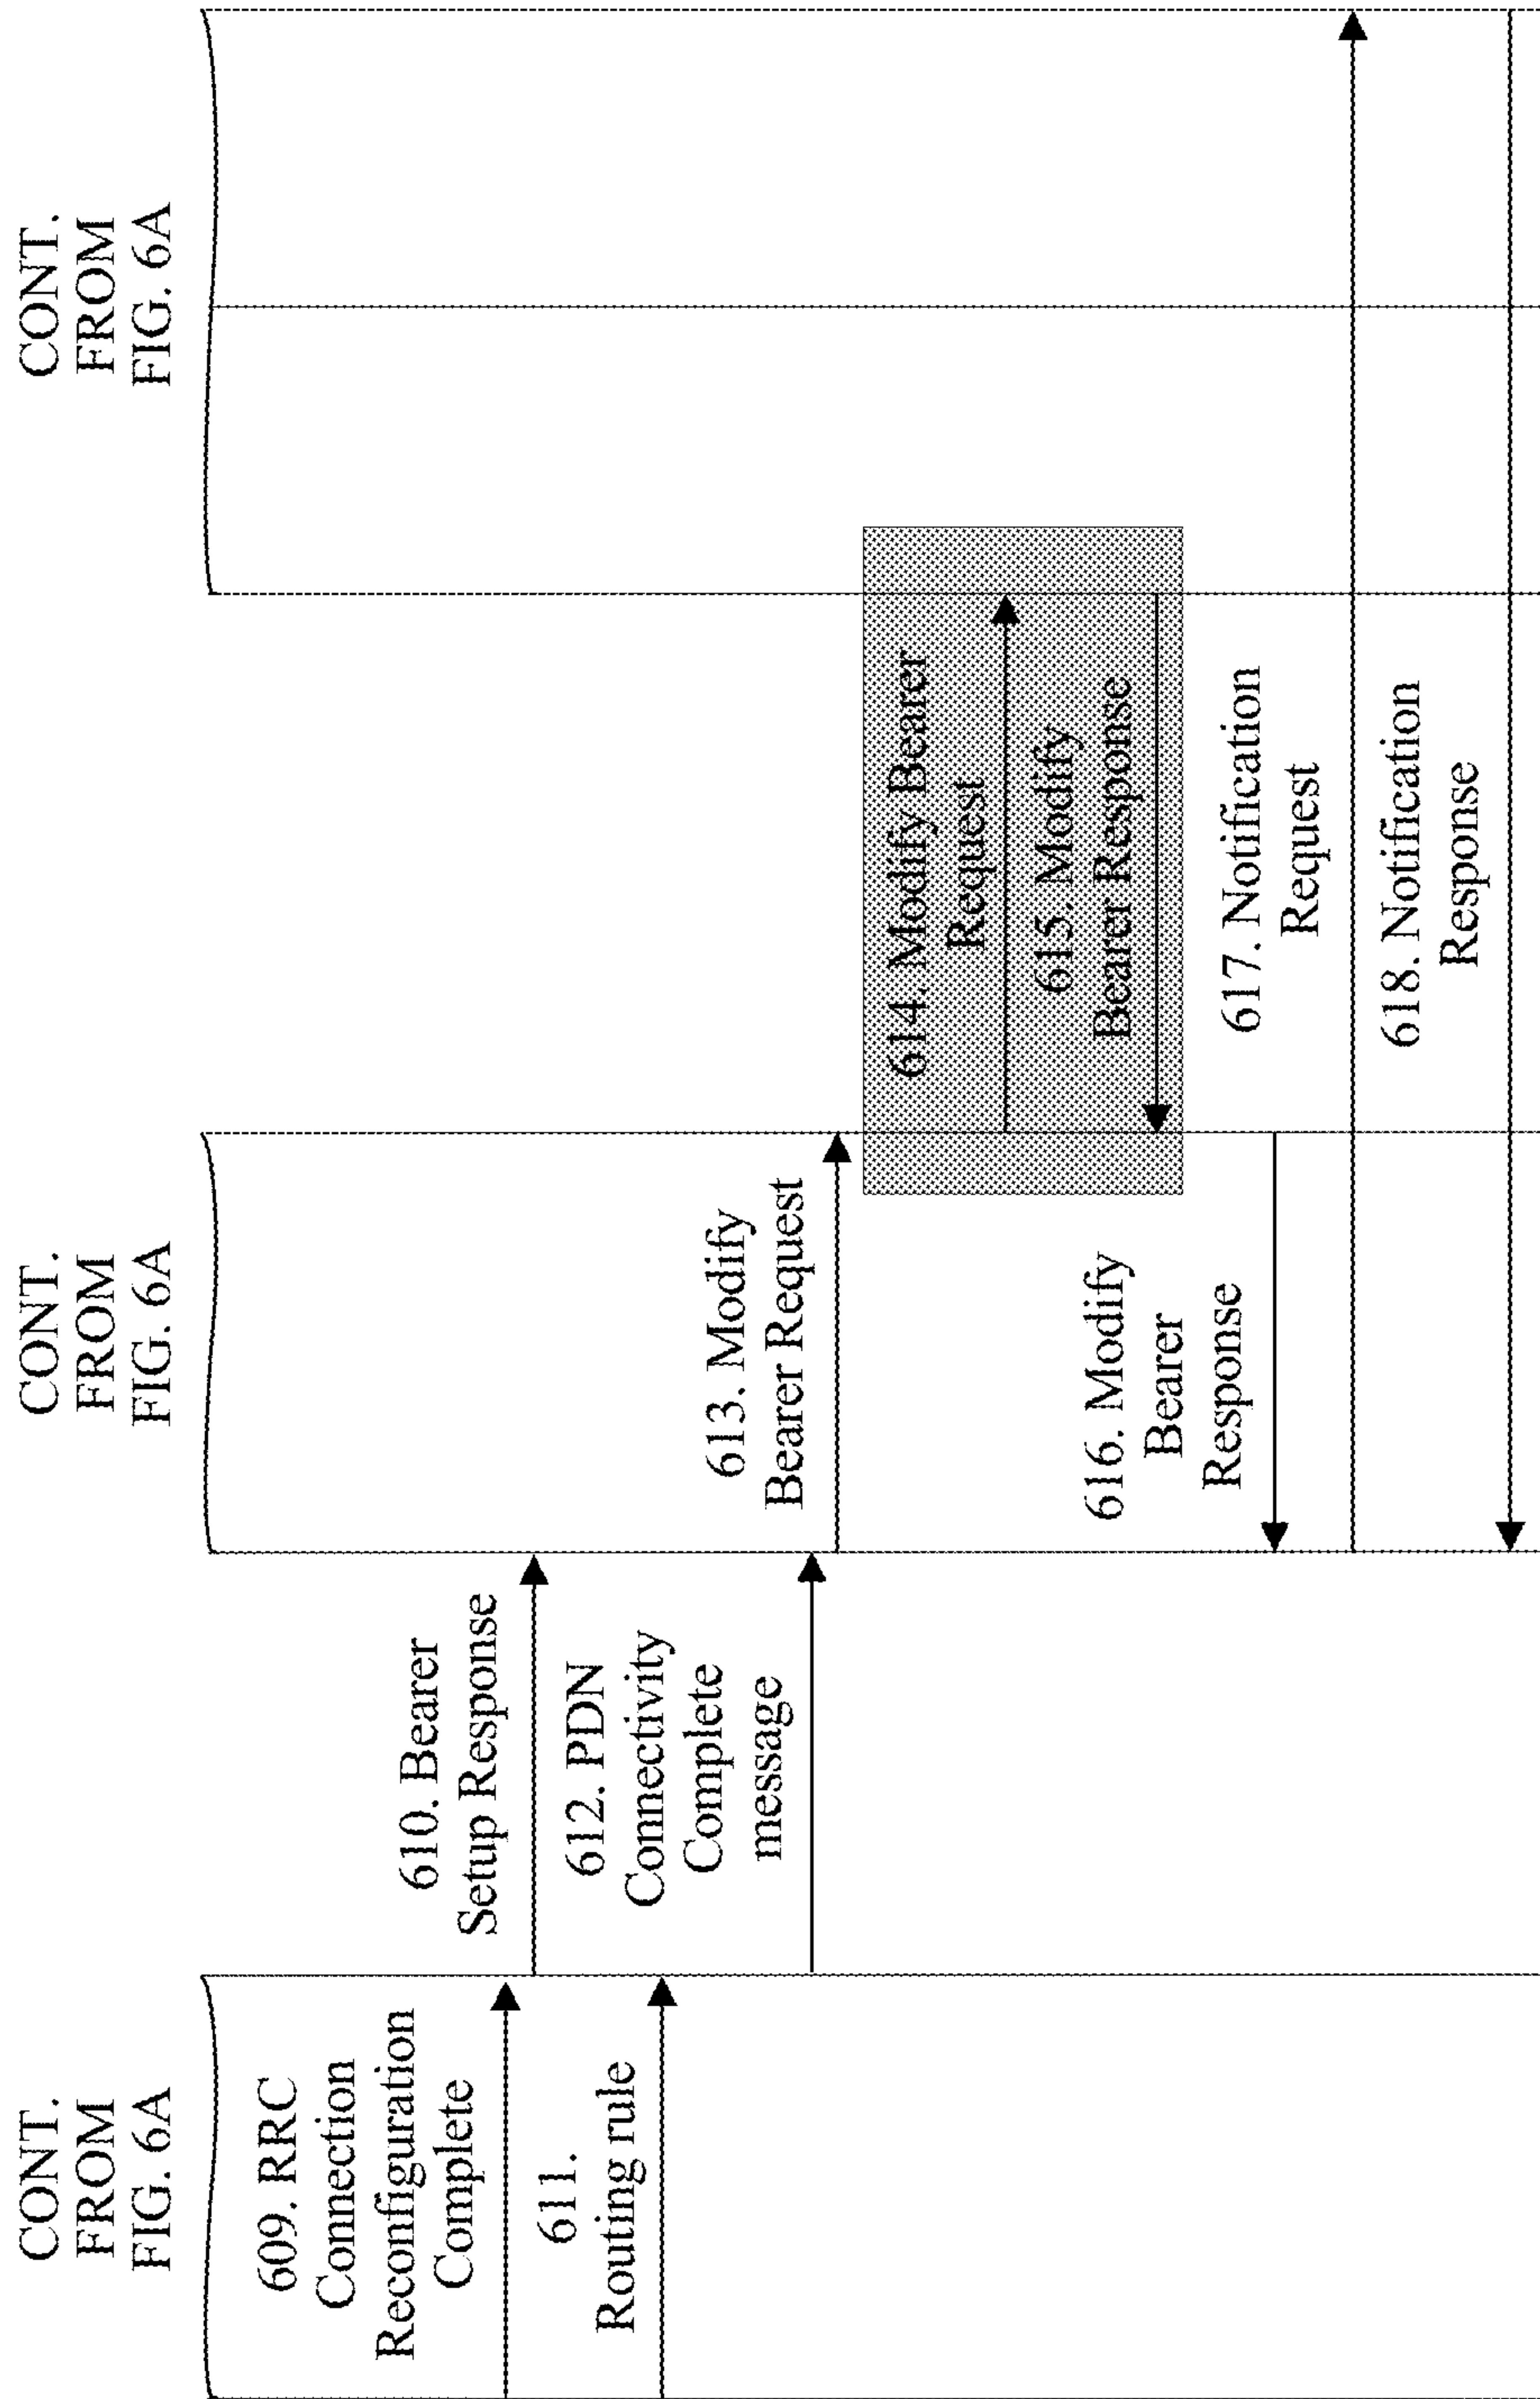 CONT.
FROM
FIG. 6A
CONT.
FROM
FIG. 6A
CONT.
FROM
FIG. 6A
609. RRC
Connection
Reconfiguration
Complete
610. Bearer
Setup Response
611.
Routing rule
612. PDN
Connectivity
Complete
message
613. Modify
Bearer Request
614. Modify Bearer
Request
615. Modify
Bearer Response
616. Modify
Bearer
Response
617. Notification
Request
618. Notification
Response